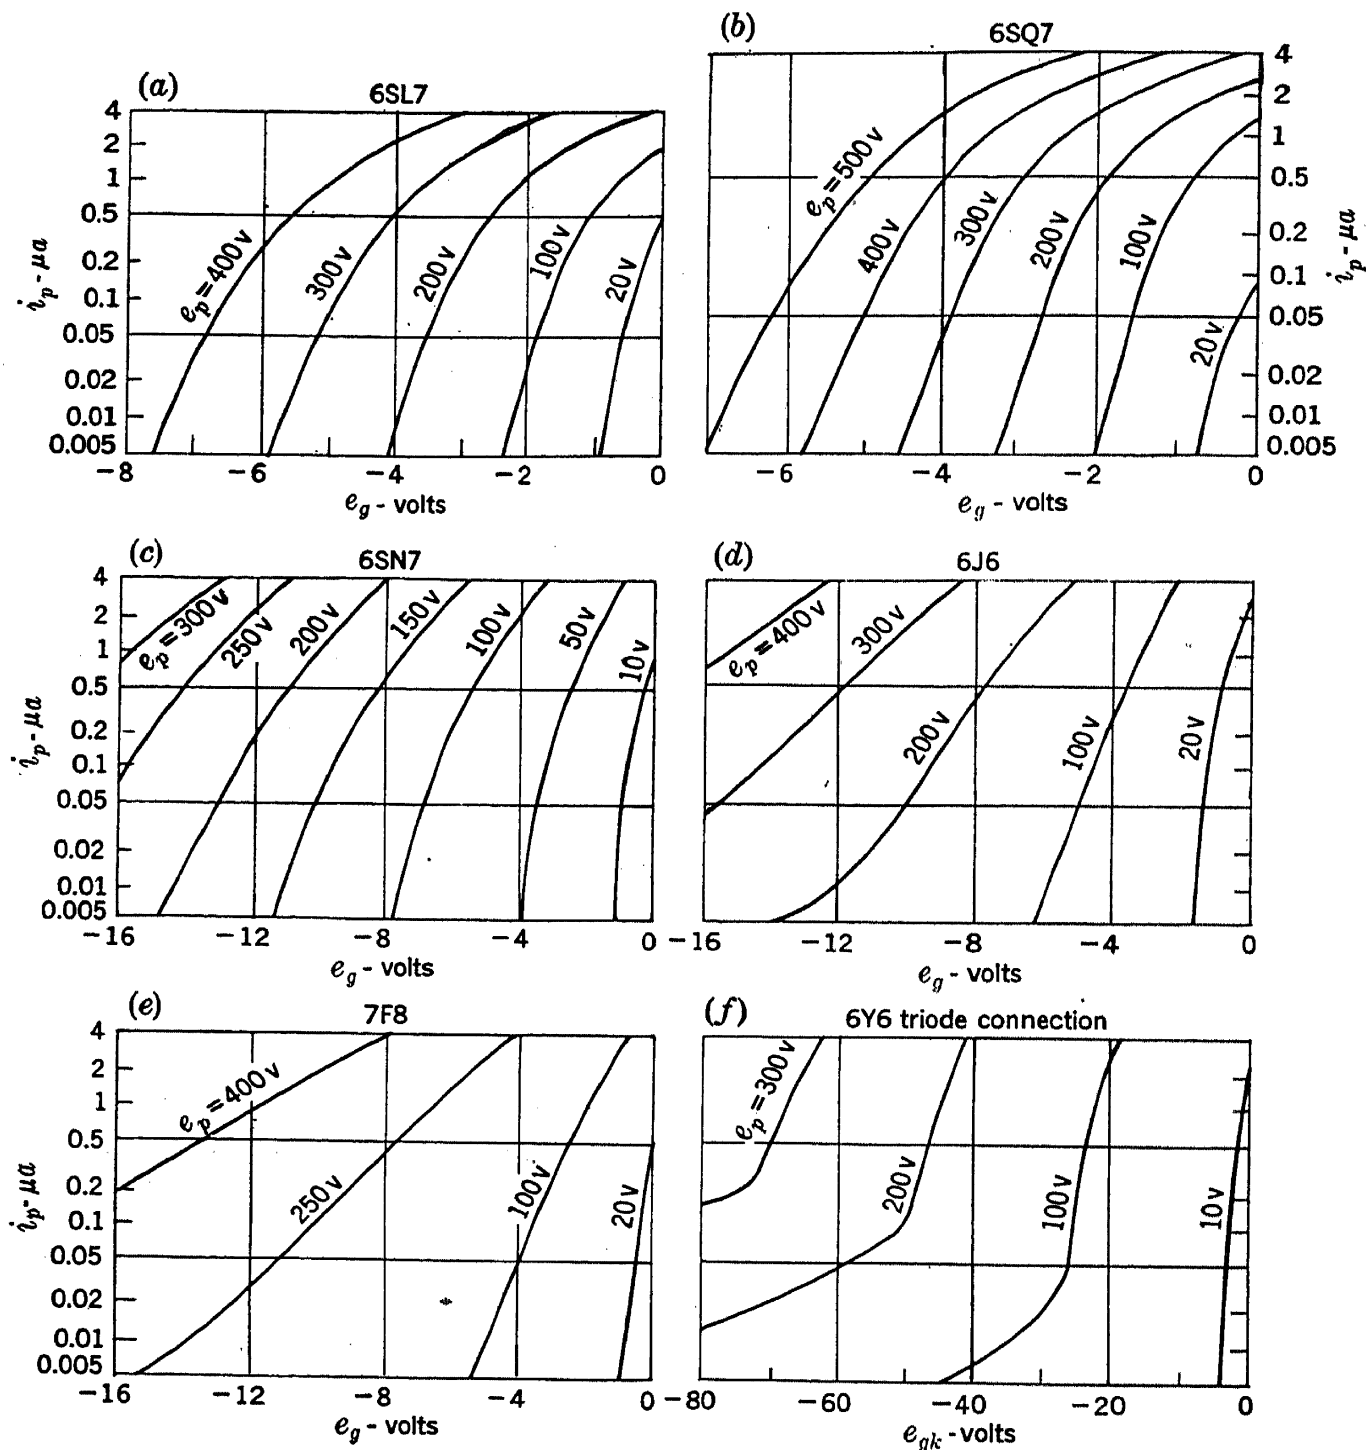 (a) 6SL7
4
2
1
0.5
0.2
0.1
0.05
0.02
0.01
0.005
i_p - μa
e_p = 400 v
300 v
200 v
100 v
20 v
-8 -6 -4 -2 0
e_g - volts
(b) 6SQ7
e_p = 500 v
400 v
300 v
200 v
100 v
20 v
4
2
1
0.5
0.2
0.1
0.05
0.02
0.01
0.005
i_p - μa
-6 -4 -2 0
e_g - volts
(c) 6SN7
4
2
1
0.5
0.2
0.1
0.05
0.02
0.01
0.005
i_p - μa
e_p = 300 v
250 v
200 v
150 v
100 v
50 v
10 v
-16 -12 -8 -4 0
e_g - volts
(d) 6J6
e_p = 400 v
300 v
200 v
100 v
20 v
-16 -12 -8 -4 0
e_g - volts
(e) 7F8
4
2
1
0.5
0.2
0.1
0.05
0.02
0.01
0.005
i_p - μa
e_p = 400 v
250 v
100 v
20 v
-16 -12 -8 -4 0
e_g - volts
(f) 6Y6 triode connection
e_p = 300 v
200 v
100 v
10 v
-80 -60 -40 -20 0
e_gk - volts